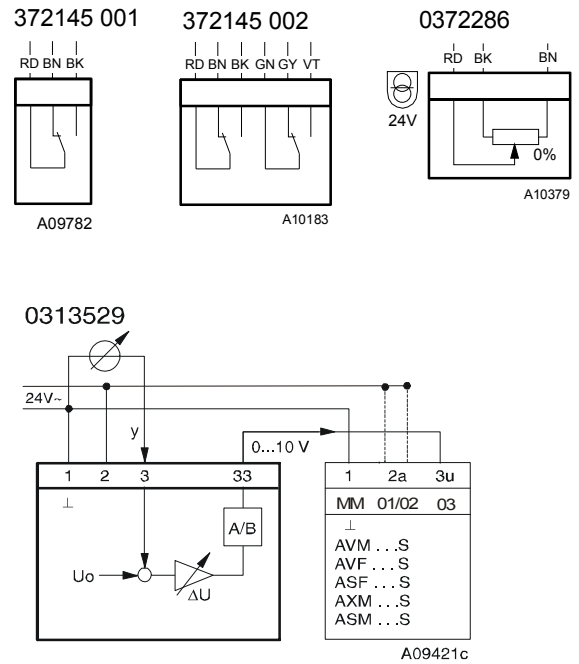 372145 001
372145 002
0372286
RD BN BK
RD BN BK GN GY VT
RD BK BN
24V
0%
A09782
A10183
A10379
0313529
24V~
y
0...10 V
1 2 3 33
1 2a 3u
⊥
MM 01/02 03
A/B
⊥
AVM ...S
AVF ...S
ASF ...S
AXM ...S
ASM ...S
Uo
ΔU
A09421c